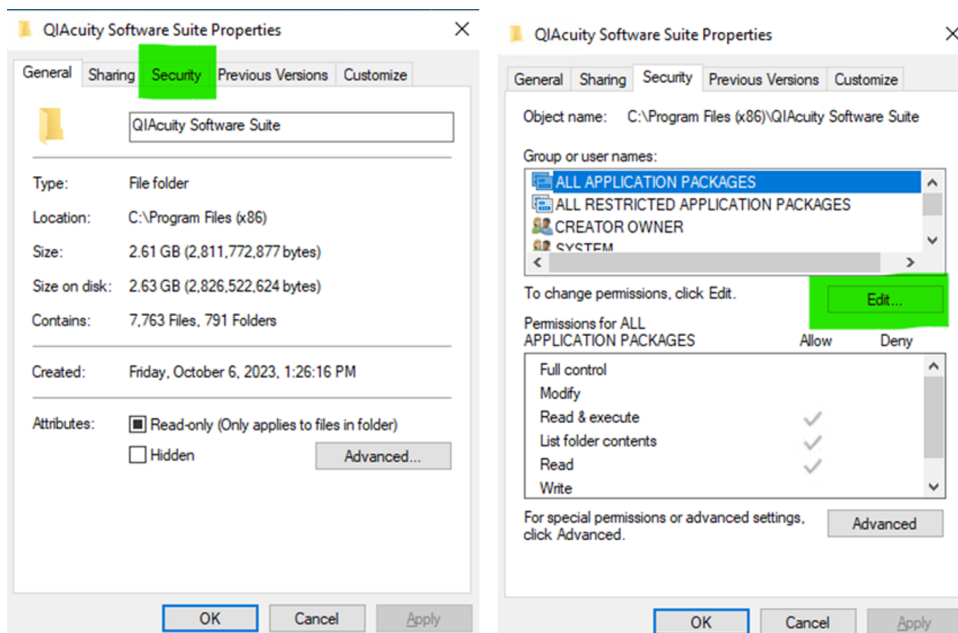 QIAcuity Software Suite Properties
General Sharing Security Previous Versions Customize
QIAcuity Software Suite
Type: File folder
Location: C:\Program Files (x86)
Size: 2.61 GB (2,811,772,877 bytes)
Size on disk: 2.63 GB (2,826,522,624 bytes)
Contains: 7,763 Files, 791 Folders
Created: Friday, October 6, 2023, 1:26:16 PM
Attributes: Read-only (Only applies to files in folder)
Hidden Advanced...
OK Cancel Apply
QIAcuity Software Suite Properties
General Sharing Security Previous Versions Customize
Object name: C:\Program Files (x86)\QIAcuity Software Suite
Group or user names:
ALL APPLICATION PACKAGES
ALL RESTRICTED APPLICATION PACKAGES
CREATOR OWNER
SYSTEM
To change permissions, click Edit. Edit...
Permissions for ALL
APPLICATION PACKAGES Allow Deny
Full control
Modify
Read & execute
List folder contents
Read
Write
For special permissions or advanced settings,
click Advanced. Advanced
OK Cancel Apply